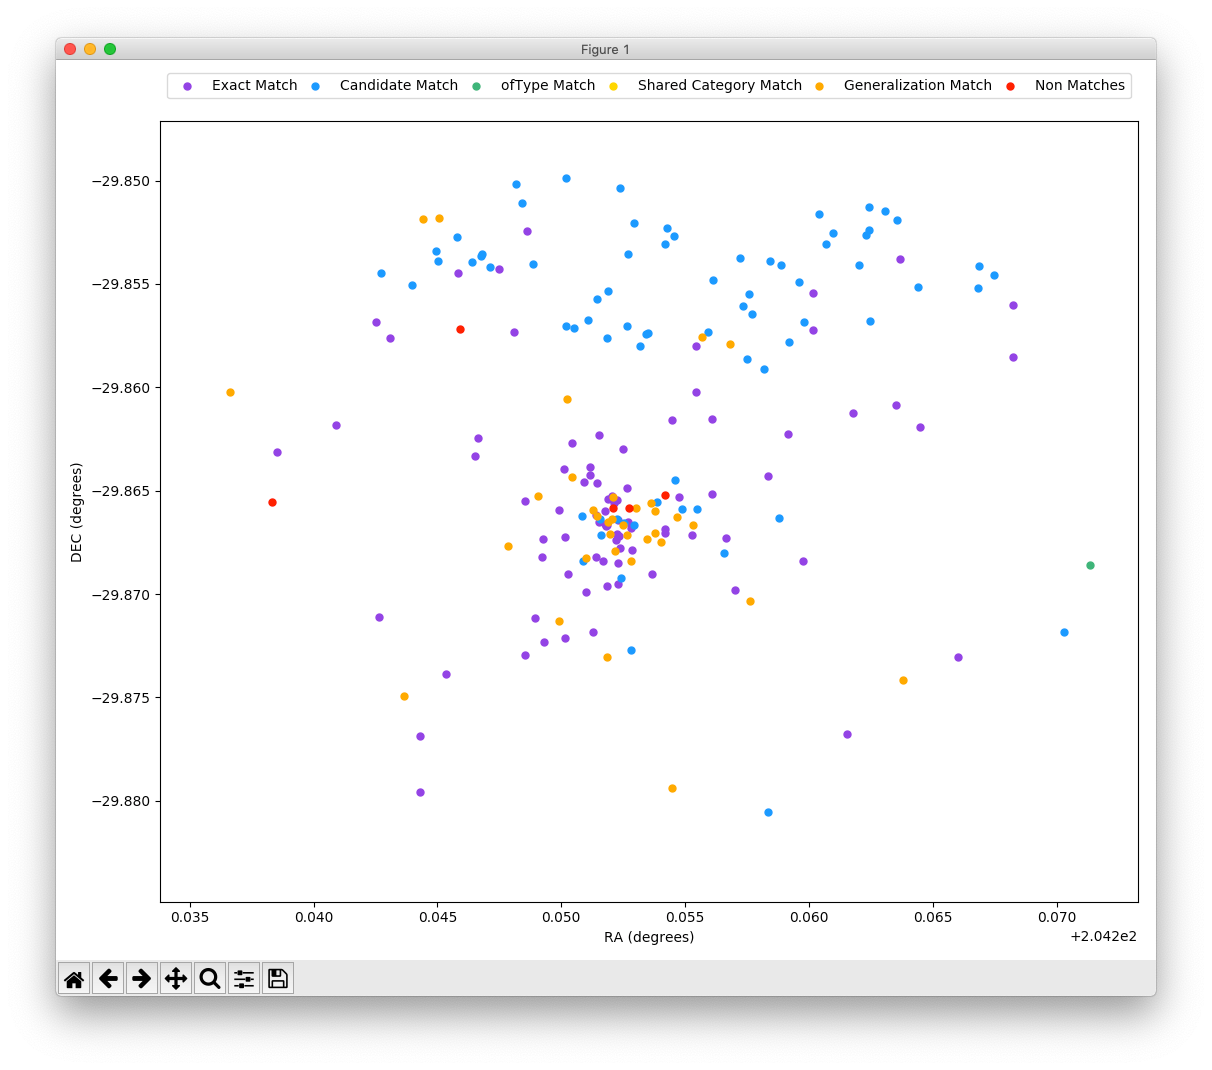 Figure 1
Exact Match Candidate Match ofType Match Shared Category Match Generalization Match Non Matches
−29.850
−29.855
−29.860
−29.865
−29.870
−29.875
−29.880
DEC (degrees)
0.035 0.040 0.045 0.050 0.055 0.060 0.065 0.070
RA (degrees)
+2.042e2